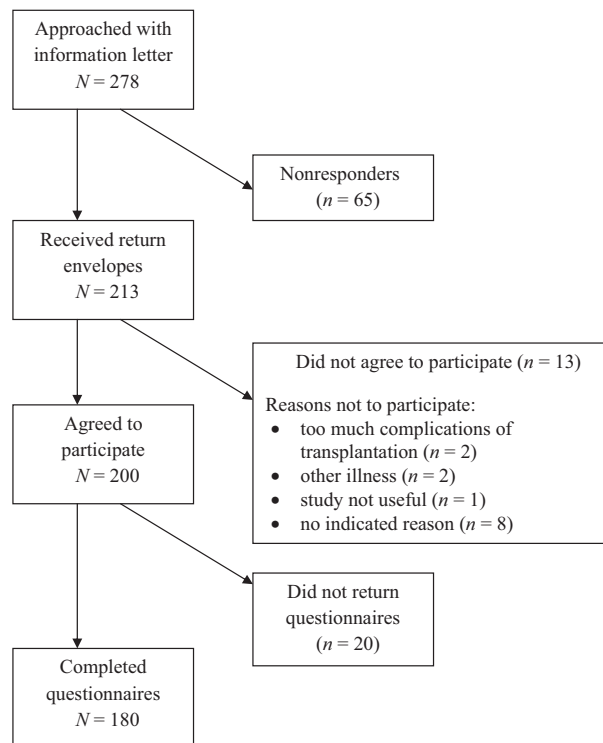 Approached with
information letter
N = 278
Nonresponders
(n = 65)
Received return
envelopes
N = 213
Did not agree to participate (n = 13)
Reasons not to participate:
• too much complications of
transplantation (n = 2)
• other illness (n = 2)
• study not useful (n = 1)
• no indicated reason (n = 8)
Agreed to
participate
N = 200
Did not return
questionnaires
(n = 20)
Completed
questionnaires
N = 180